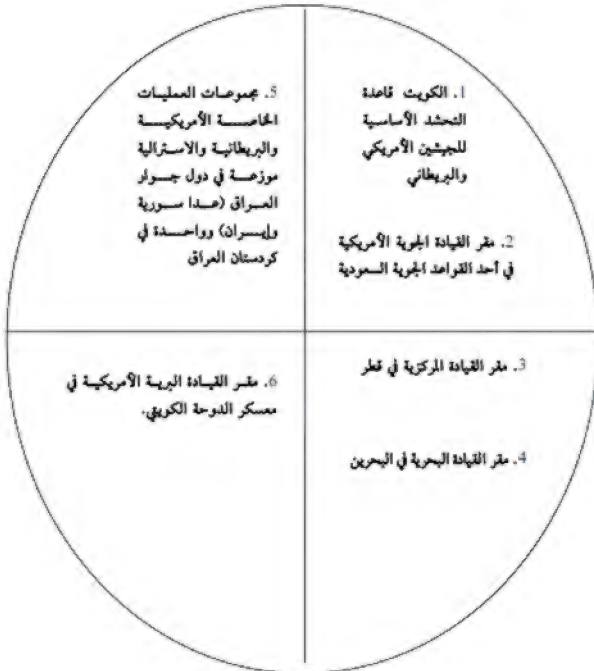 1. الكويت قاعدة
التحشد الأساسية
للجيشين الأمريكي
والبريطاني
2. مقر القيادة الجوية الأمريكية
في أحد القواعد الجوية السعودية
3. مقر القيادة المركزية في قطر
4. مقر القيادة البحرية في البحرين
5. مجموعات العمليات
الخاصة الأمريكية
والبريطانية والاسترالية
موزعة في دول جوار
العراق (عدا سورية
وإيران) وواحدة في
كردستان العراق
6. مقر القيادة البرية الأمريكية في
معسكر الدوحة الكويتي.